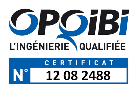 OPQIBI
L'INGÉNIERIE QUALIFIÉE
CERTIFICAT
N° 12 08 2488